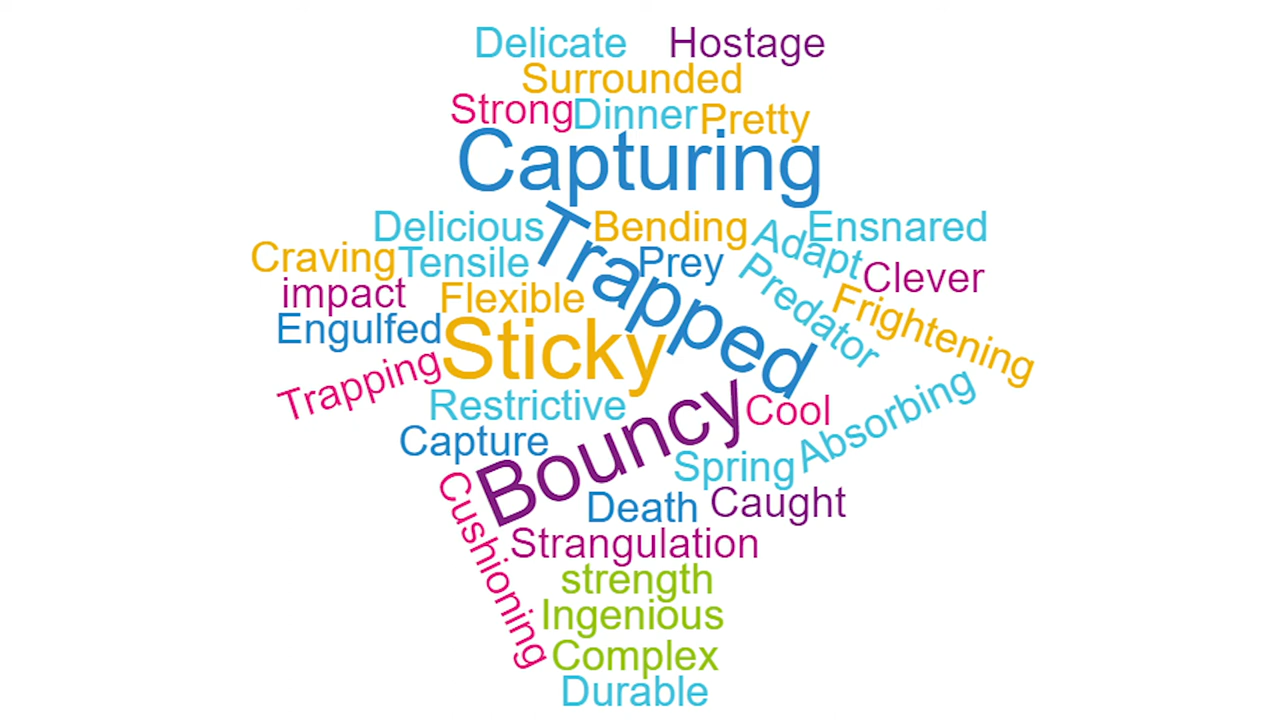 Delicate Hostage
Surrounded
Strong Dinner Pretty
Capturing
Delicious Trapped Bending Adapt Ensnared
Craving Tensile Prey Predator Clever
impact Flexible Frightening
Engulfed Sticky
Trapping
Restrictive Bouncy Cool Absorbing
Capture Spring
Cushioning Death Caught
Strangulation
strength
Ingenious
Complex
Durable